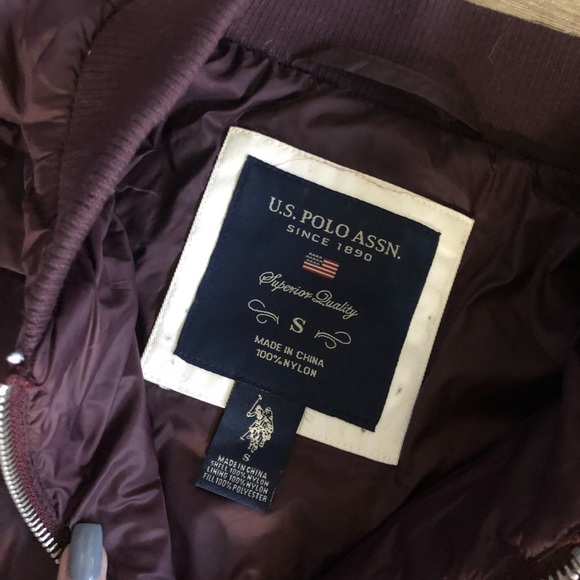 U.S. POLO ASSN.
SINCE 1890
Superior Quality
S
MADE IN CHINA
100% NYLON
S
MADE IN CHINA
SHELL 100% NYLON
LINING 100% NYLON
FILL 100% POLYESTER